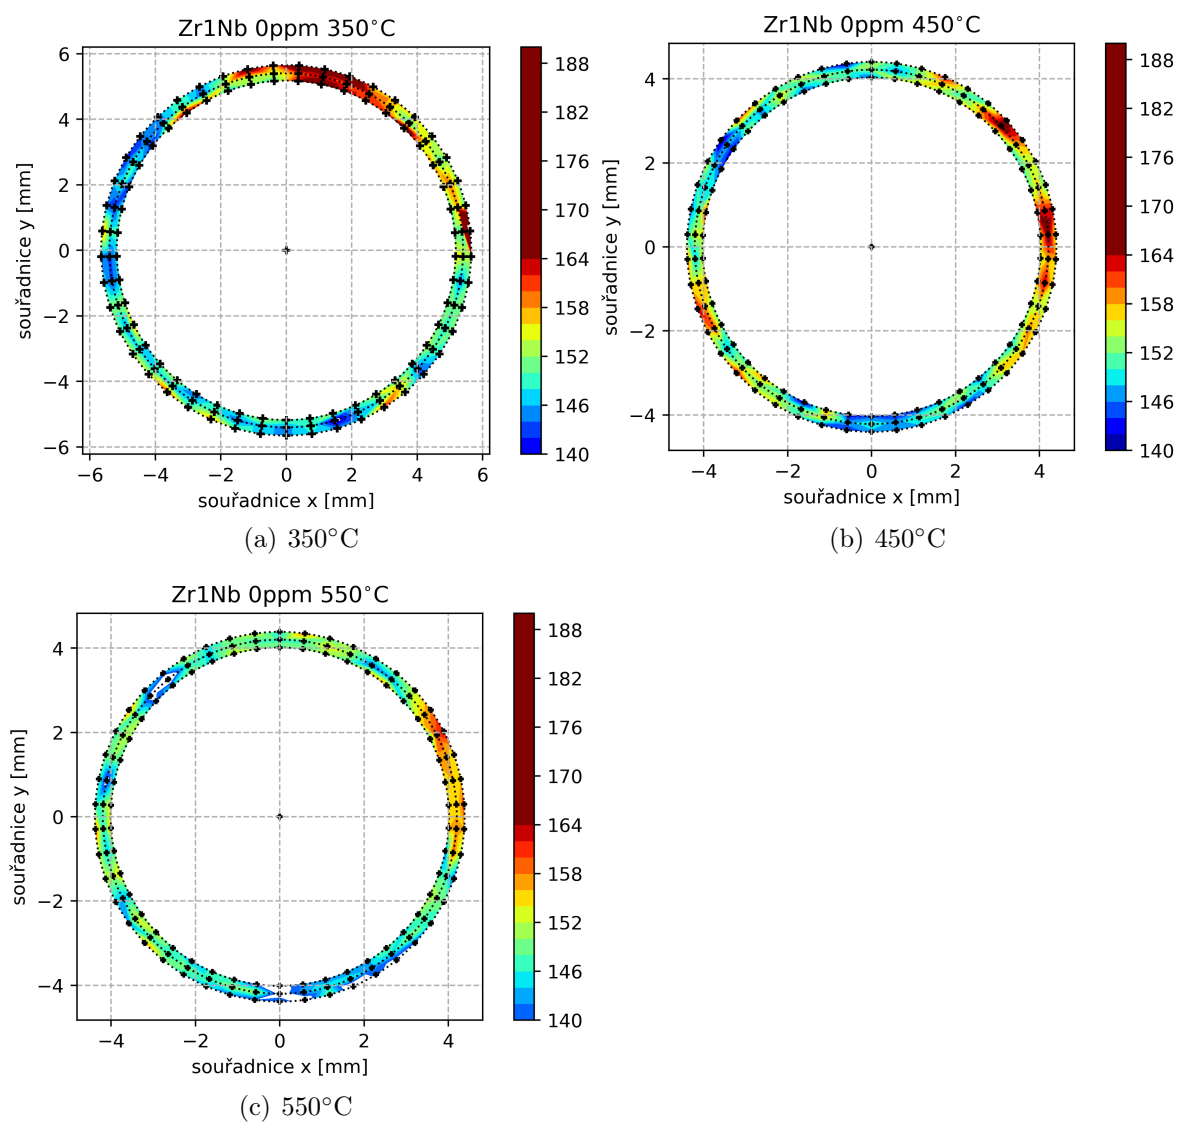 Zr1Nb 0ppm 350°C
6
4
2
0
−2
−4
−6
−6 −4 −2 0 2 4 6
souřadnice x [mm]
souřadnice y [mm]
188
182
176
170
164
158
152
146
140
(a) 350°C
Zr1Nb 0ppm 450°C
4
2
0
−2
−4
−4 −2 0 2 4
souřadnice x [mm]
souřadnice y [mm]
188
182
176
170
164
158
152
146
140
(b) 450°C
Zr1Nb 0ppm 550°C
4
2
0
−2
−4
−4 −2 0 2 4
souřadnice x [mm]
souřadnice y [mm]
188
182
176
170
164
158
152
146
140
(c) 550°C